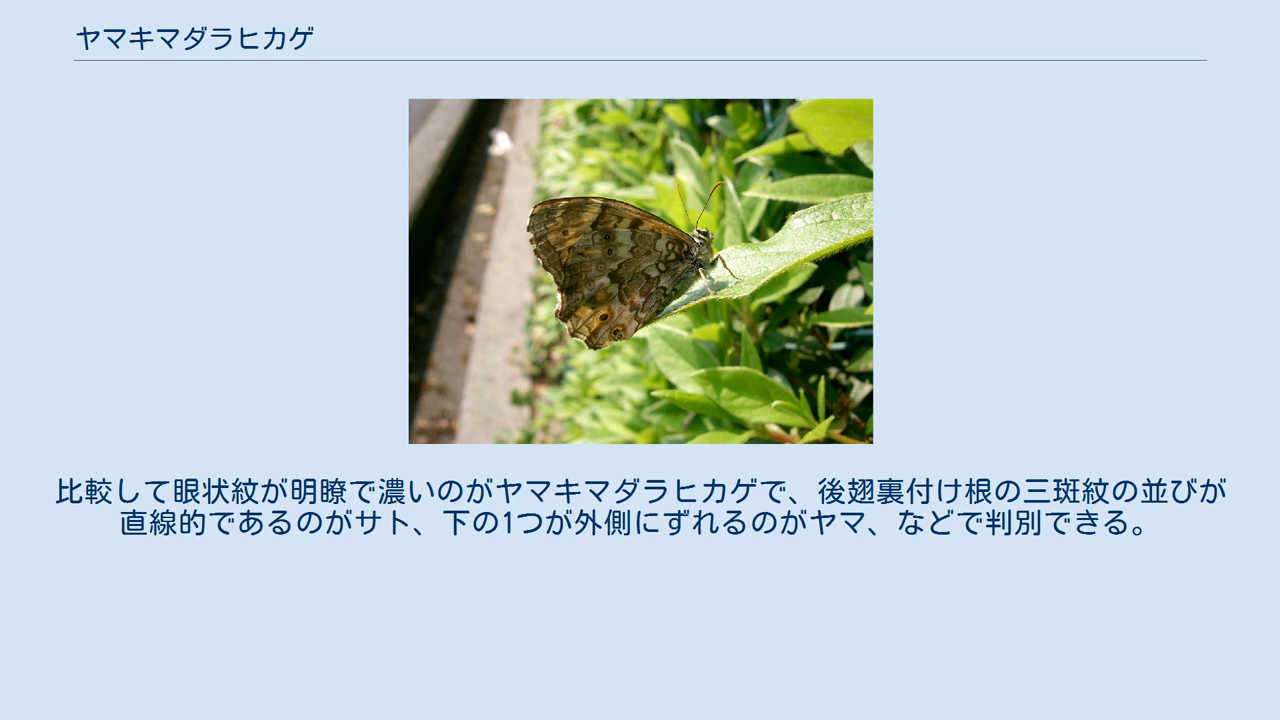 ヤマキマダラヒカゲ
比較して眼状紋が明瞭で濃いのがヤマキマダラヒカゲで、後翅裏付け根の三斑紋の並びが
直線的であるのがサト、下の1つが外側にずれるのがヤマ、などで判別できる。